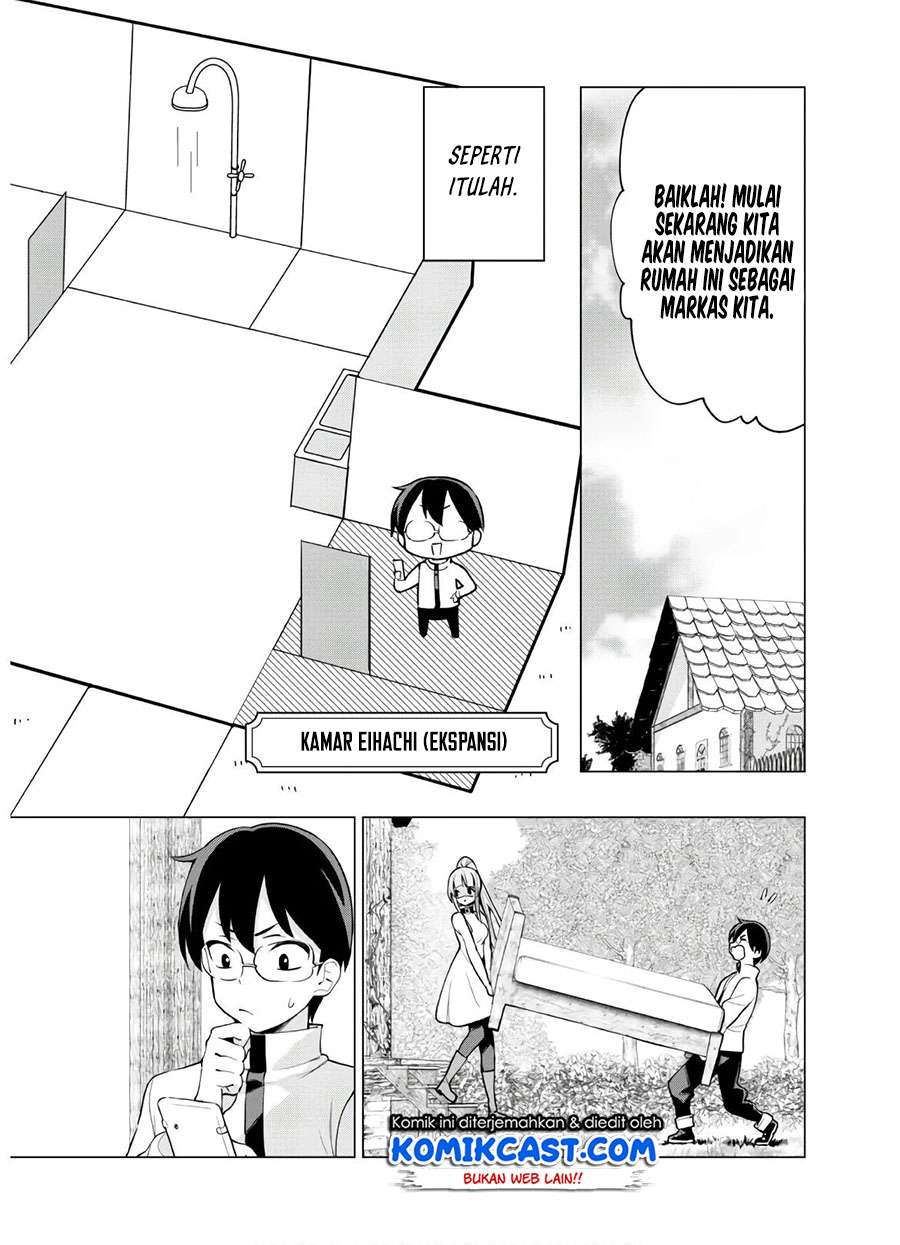 BAIKLAH! MULAI
SEKARANG KITA
AKAN MENJADIKAN
RUMAH INI SEBAGAI
MARKAS KITA.
SEPERTI
ITULAH.
KAMAR EIHACHI (EKSPANSI)
Komik ini diterjemahkan & diedit oleh
KOMIKCAST.COM
BUKAN WEB LAIN!!